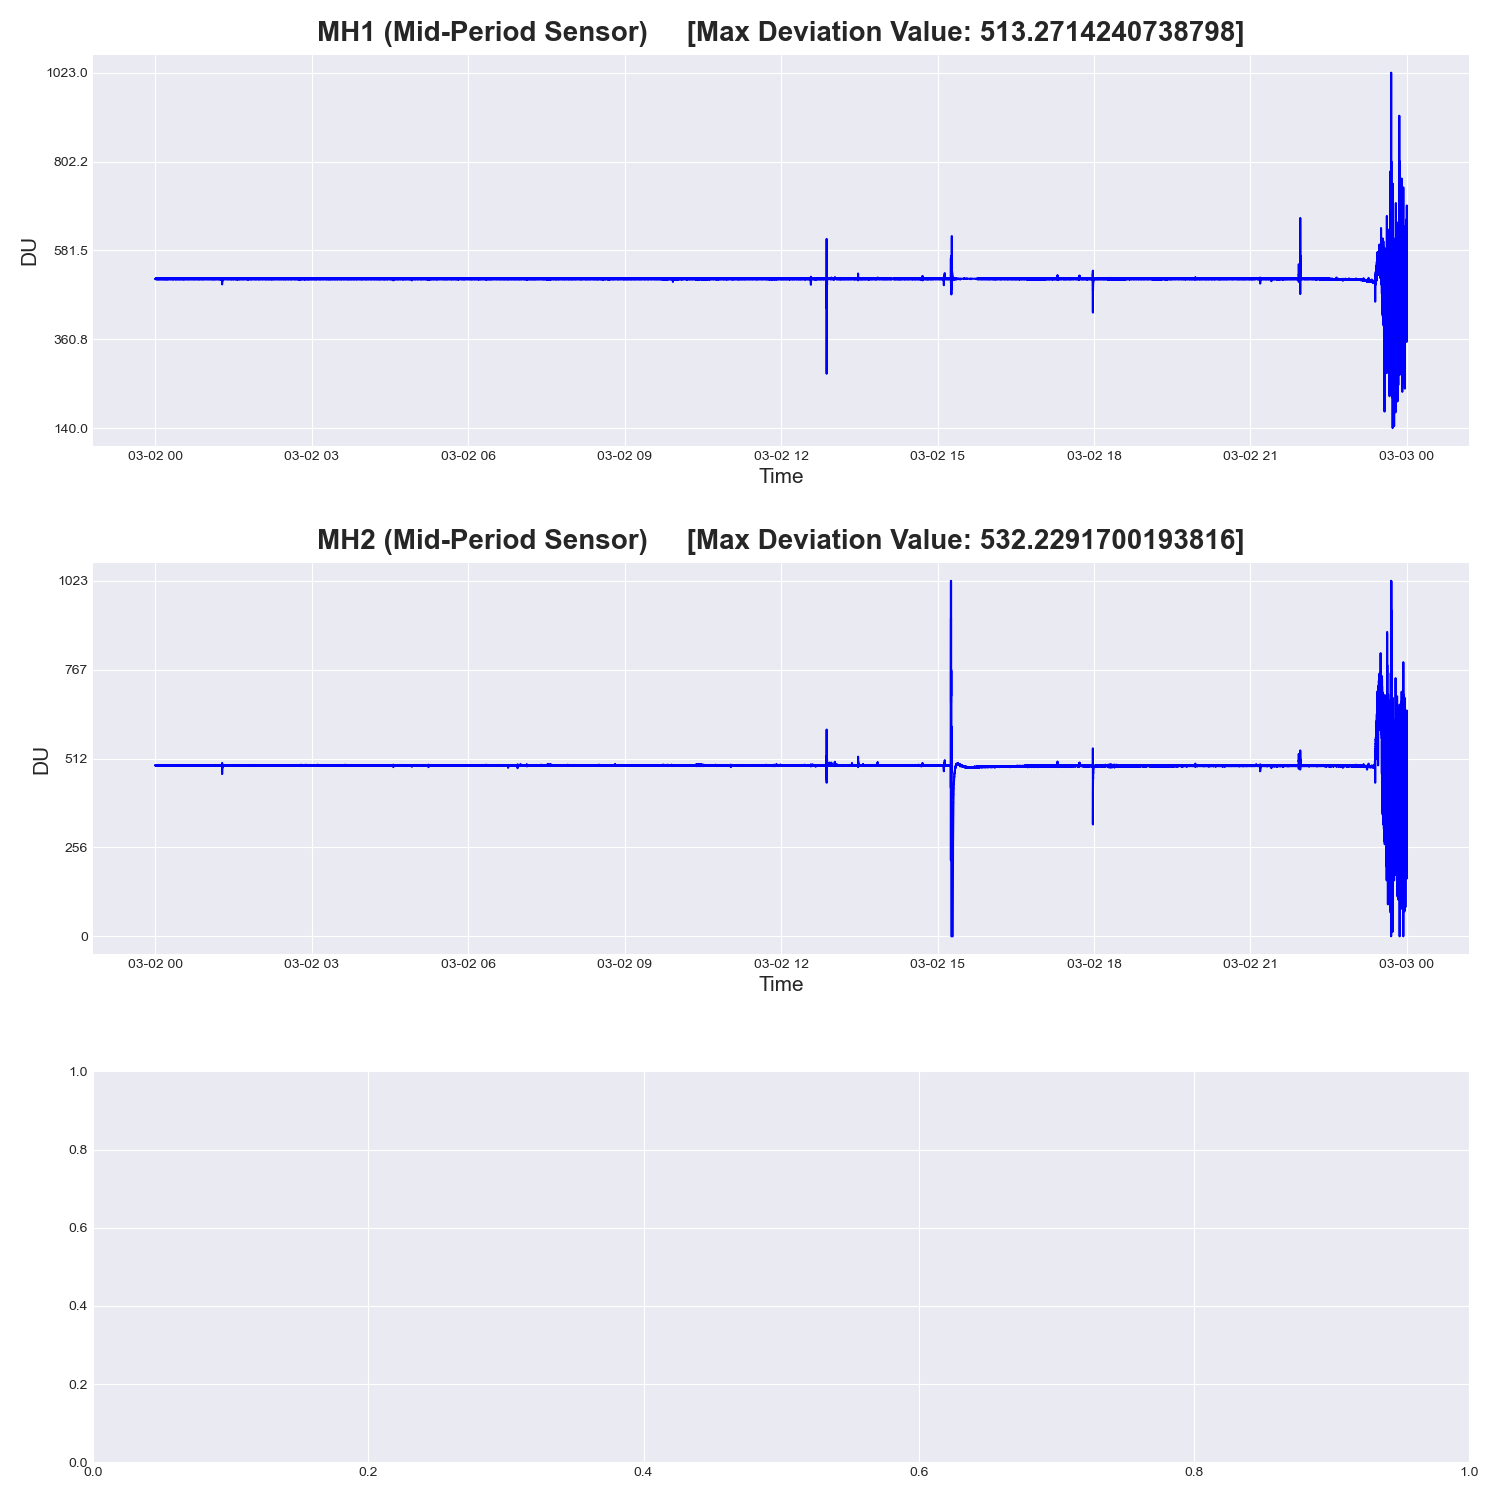 MH1 (Mid-Period Sensor) [Max Deviation Value: 513.2714240738798]
1023.0
802.2
581.5
360.8
140.0
DU
03-02 00 03-02 03 03-02 06 03-02 09 03-02 12 03-02 15 03-02 18 03-02 21 03-03 00
Time
MH2 (Mid-Period Sensor) [Max Deviation Value: 532.2291700193816]
1023
767
512
256
0
DU
03-02 00 03-02 03 03-02 06 03-02 09 03-02 12 03-02 15 03-02 18 03-02 21 03-03 00
Time
1.0
0.8
0.6
0.4
0.2
0.0
0.0 0.2 0.4 0.6 0.8 1.0